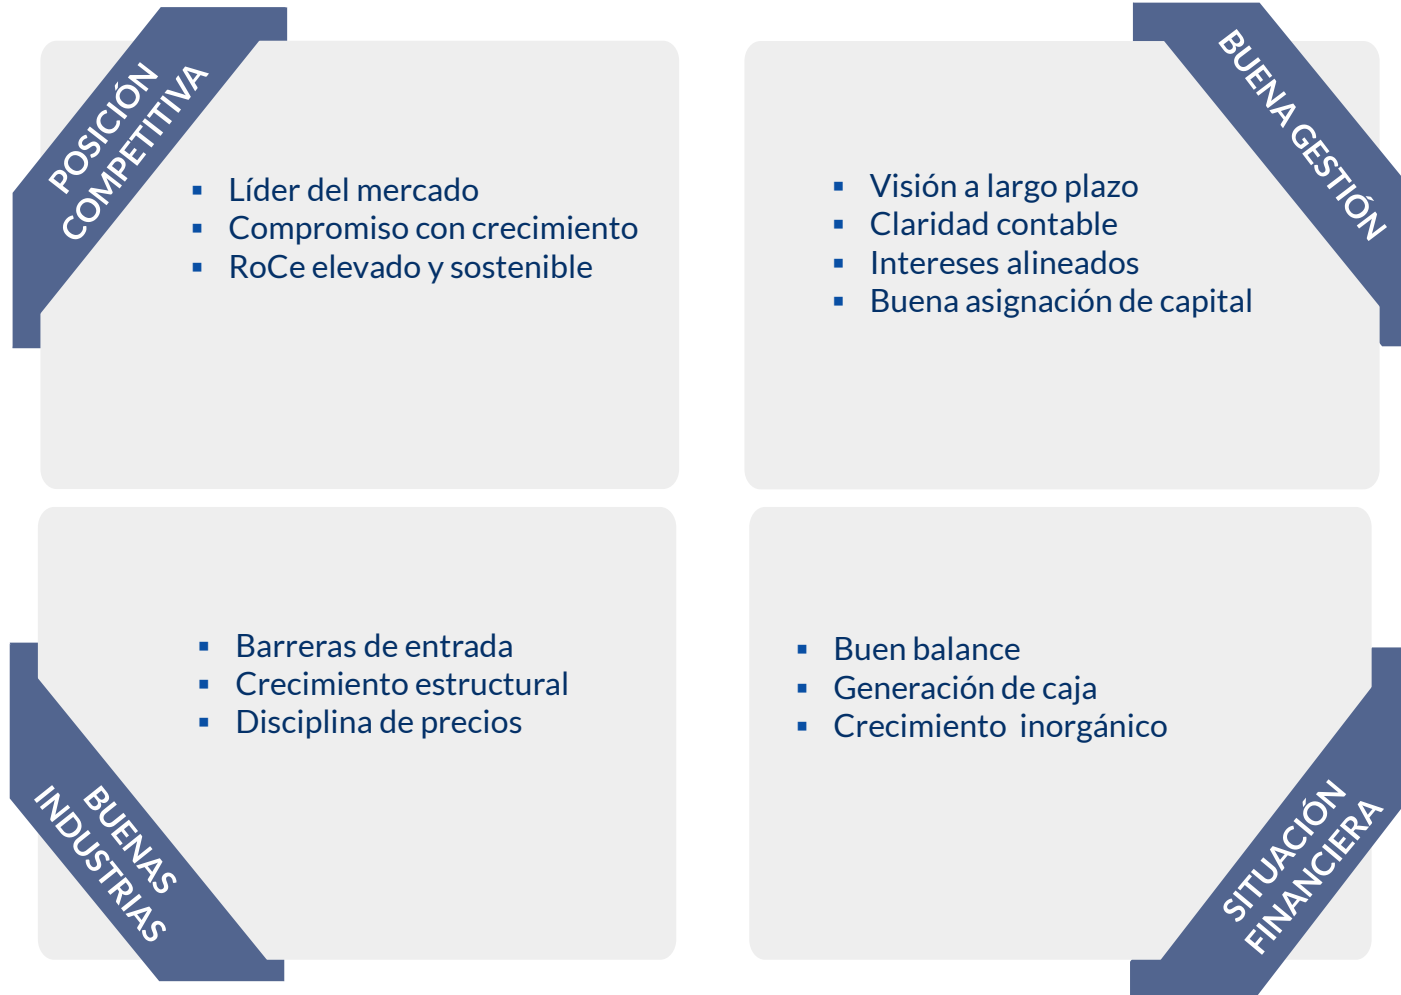 POSICIÓN
COMPETITIVA
▪ Líder del mercado
▪ Compromiso con crecimiento
▪ RoCe elevado y sostenible
BUENA GESTIÓN
▪ Visión a largo plazo
▪ Claridad contable
▪ Intereses alineados
▪ Buena asignación de capital
BUENAS
INDUSTRIAS
▪ Barreras de entrada
▪ Crecimiento estructural
▪ Disciplina de precios
SITUACIÓN
FINANCIERA
▪ Buen balance
▪ Generación de caja
▪ Crecimiento inorgánico